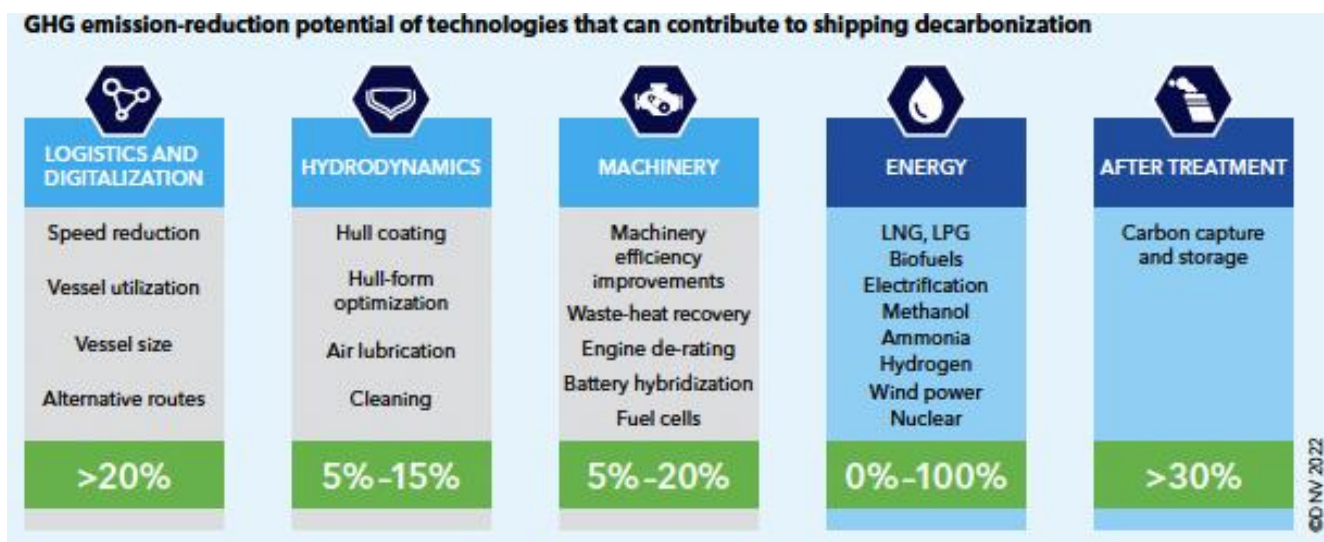 GHG emission-reduction potential of technologies that can contribute to shipping decarbonization
LOGISTICS AND
DIGITALIZATION
Speed reduction
Vessel utilization
Vessel size
Alternative routes
>20%
HYDRODYNAMICS
Hull coating
Hull-form
optimization
Air lubrication
Cleaning
5%-15%
MACHINERY
Machinery
efficiency
improvements
Waste-heat recovery
Engine de-rating
Battery hybridization
Fuel cells
5%-20%
ENERGY
LNG, LPG
Biofuels
Electrification
Methanol
Ammonia
Hydrogen
Wind power
Nuclear
0%-100%
AFTER TREATMENT
Carbon capture
and storage
>30%
©DNV 2022